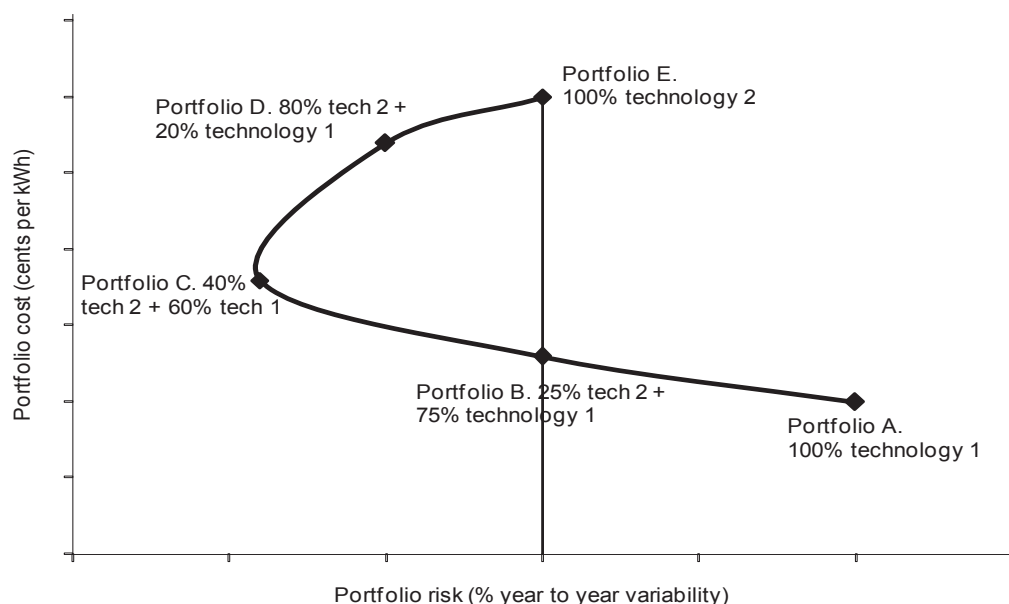 Portfolio E.
100% technology 2
Portfolio D. 80% tech 2 +
20% technology 1
Portfolio cost (cents per kWh)
Portfolio C. 40%
tech 2 + 60% tech 1
Portfolio B. 25% tech 2 +
75% technology 1
Portfolio A.
100% technology 1
Portfolio risk (% year to year variability)